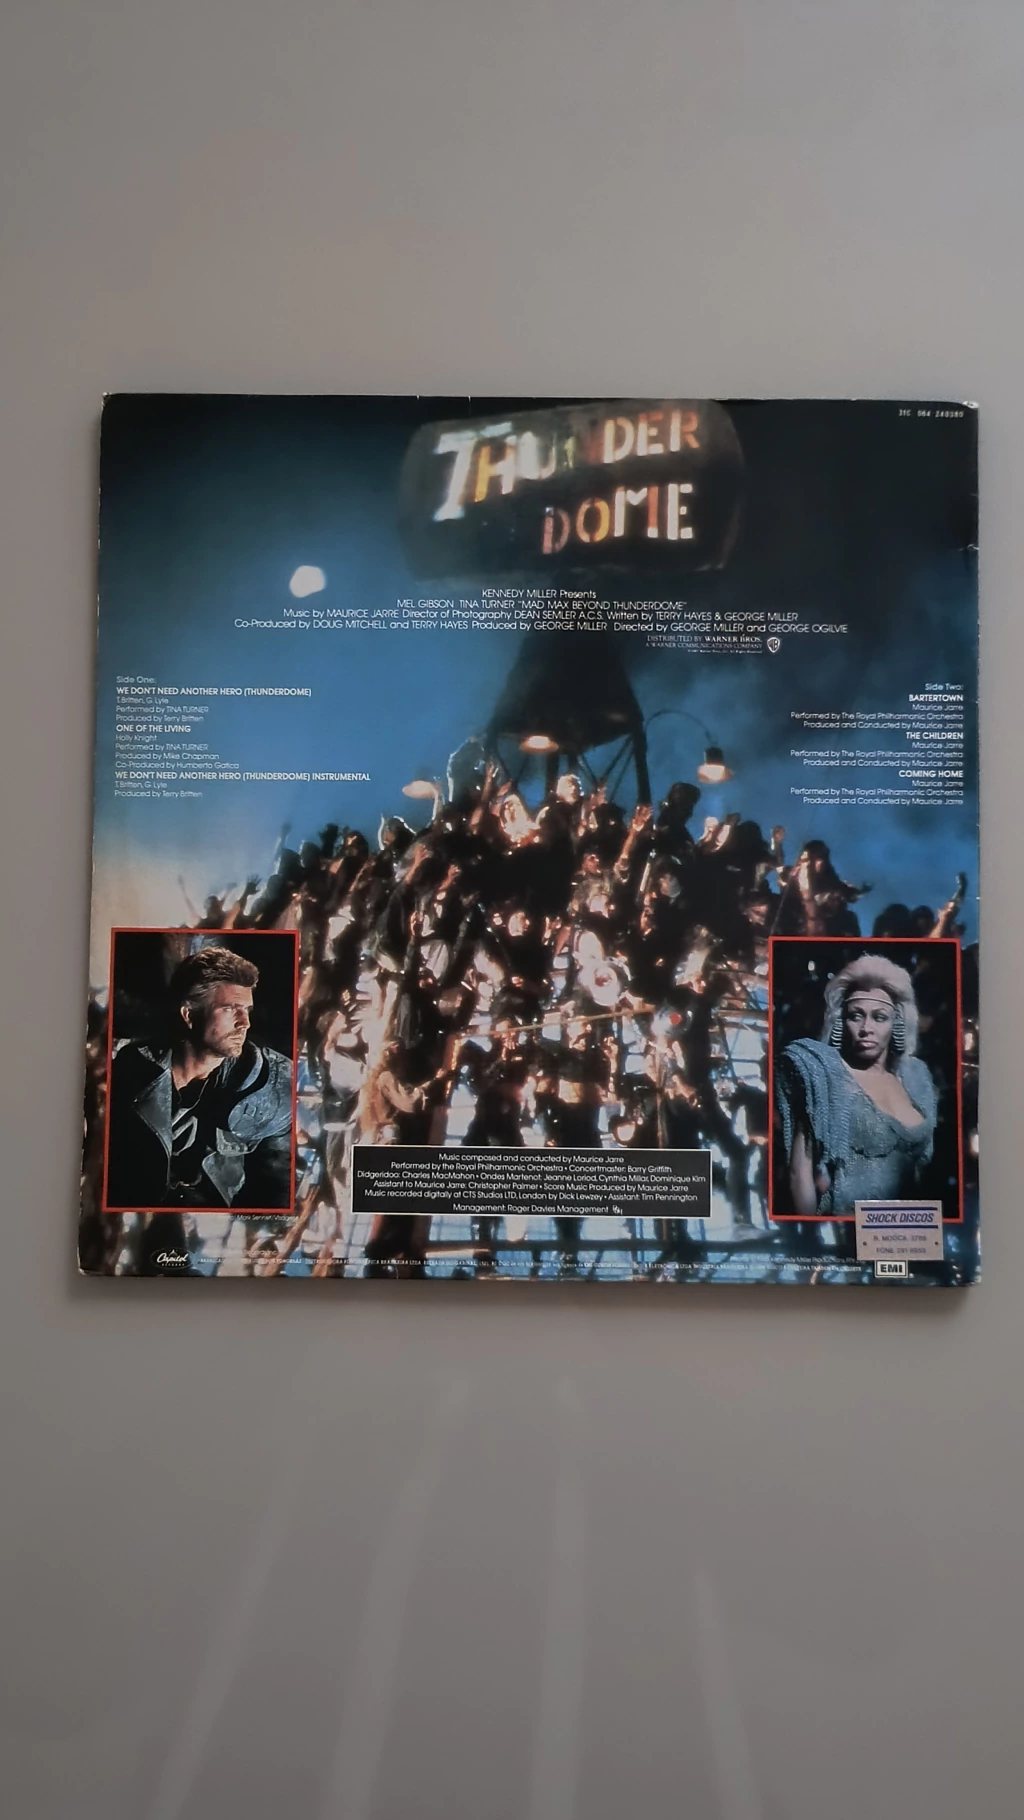 31C 064 240380
THUNDER
DOME
KENNEDY MILLER Presents
MEL GIBSON TINA TURNER "MAD MAX BEYOND THUNDERDOME"
Music by MAURICE JARRE Director of Photography DEAN SEMLER A.C.S. Written by TERRY HAYES & GEORGE MILLER
Co-Produced by DOUG MITCHELL and TERRY HAYES Produced by GEORGE MILLER Directed by GEORGE MILLER and GEORGE OGILVIE
DISTRIBUTED BY WARNER BROS.
A WARNER COMMUNICATIONS COMPANY
Side One:
WE DON'T NEED ANOTHER HERO (THUNDERDOME)
T. Britten, G. Lyle
Performed by TINA TURNER
Produced by Terry Britten
ONE OF THE LIVING
Holly Knight
Performed by TINA TURNER
Produced by Mike Chapman
Co-Produced by Humberto Gatica
WE DON'T NEED ANOTHER HERO (THUNDERDOME) INSTRUMENTAL
T. Britten, G. Lyle
Produced by Terry Britten
Side Two:
BARTERTOWN
Maurice Jarre
Performed by The Royal Philharmonic Orchestra
Produced and Conducted by Maurice Jarre
THE CHILDREN
Maurice Jarre
Performed by The Royal Philharmonic Orchestra
Produced and Conducted by Maurice Jarre
COMING HOME
Maurice Jarre
Performed by The Royal Philharmonic Orchestra
Produced and Conducted by Maurice Jarre
Music composed and conducted by Maurice Jarre
Performed by the Royal Philharmonic Orchestra • Concertmaster: Barry Griffith
Didgeridoo: Charles MacMahon • Ondes Martenot: Jeanne Loriod, Cynthia Millar, Dominique Kim
Assistant to Maurice Jarre: Christopher Palmer • Score Music Produced by Maurice Jarre
Music recorded digitally at CTS Studios LTD, London by Dick Lewzey • Assistant: Tim Pennington
Management: Roger Davies Management
SHOCK DISCOS
R. MOOCA
FONE
Capitol
RECORDS
EMI